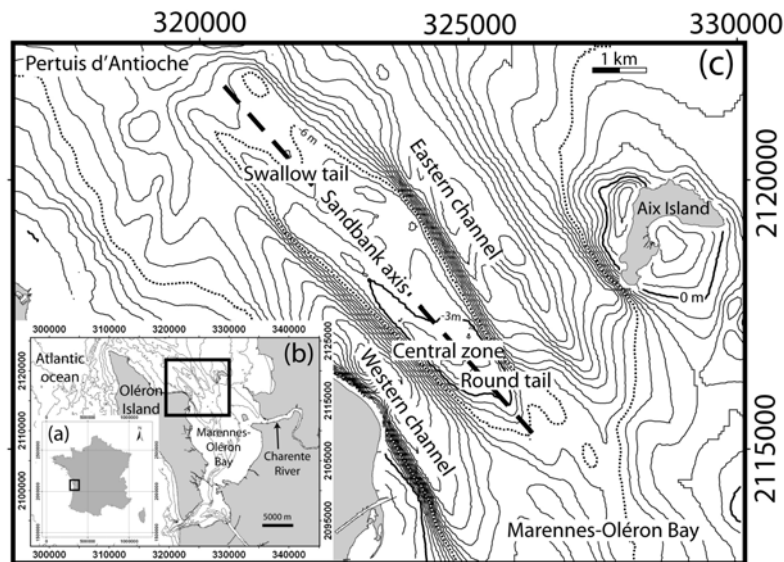 320000
325000
330000
Pertuis d'Antioche
1 km
(c)
-6 m
Swallow tail
Eastern channel
2120000
Aix Island
Sandbank axis
0 m
-3m
Central zone
Round tail
Western channel
2115000
Marennes-Oléron Bay
300000
310000
320000
330000
340000
(b)
Atlantic
ocean
Oléron
Island
(a)
Marennes-
Oléron
Bay
Charente
River
5000 m
2120000
2110000
2100000
2125000
2115000
2105000
2095000
300000
310000
320000
330000
340000